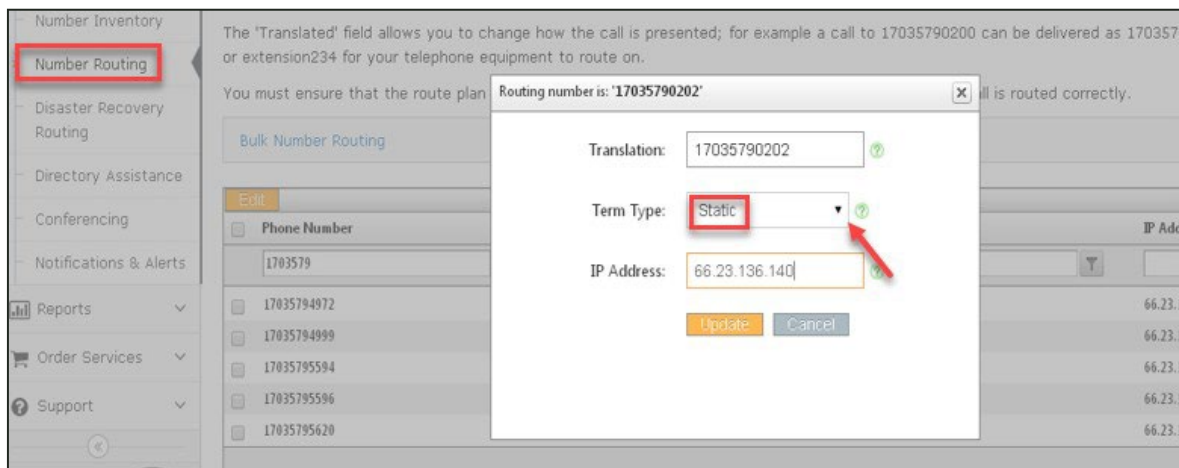 Number Inventory
Number Routing
Disaster Recovery
Routing
Directory Assistance
Conferencing
Notifications & Alerts
Reports
Order Services
Support
The 'Translated' field allows you to change how the call is presented; for example a call to 17035790200 can be delivered as 170357
or extension234 for your telephone equipment to route on.
You must ensure that the route plan
ll is routed correctly.
Bulk Number Routing
Edit
Phone Number
IP Add
1703579
17035794972
66.23.
17035794999
66.23.
17035795594
66.23.
17035795596
66.23.
17035795620
66.23.
Routing number is: '17035790202'
Translation: 17035790202
Term Type: Static
IP Address: 66.23.136.140
Update Cancel